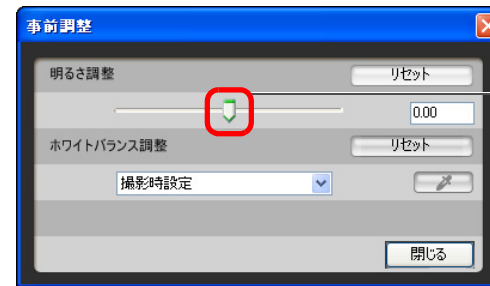 事前調整
明るさ調整 リセット
0.00
ホワイトバランス調整 リセット
撮影時設定
閉じる